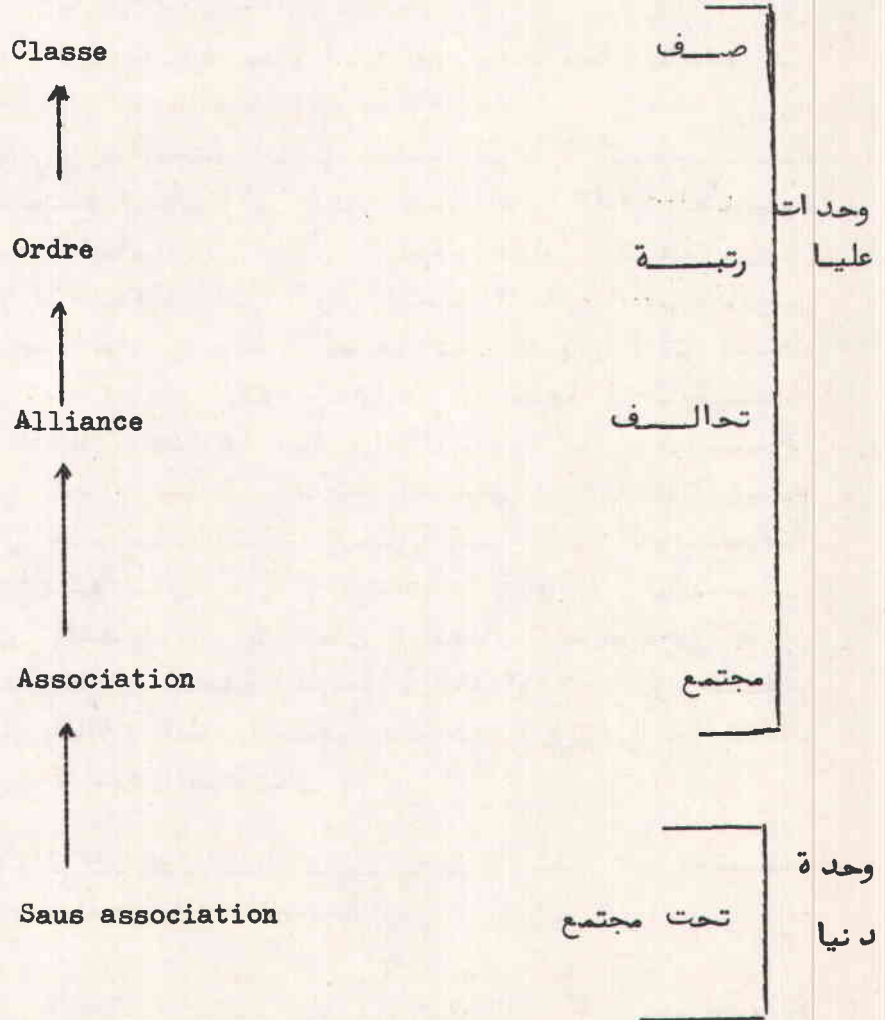 Classe صف
وحدات
Ordre رتبة عليا
Alliance تحالف
Association مجتمع
وحدة
Saus association تحت مجتمع
دنيا